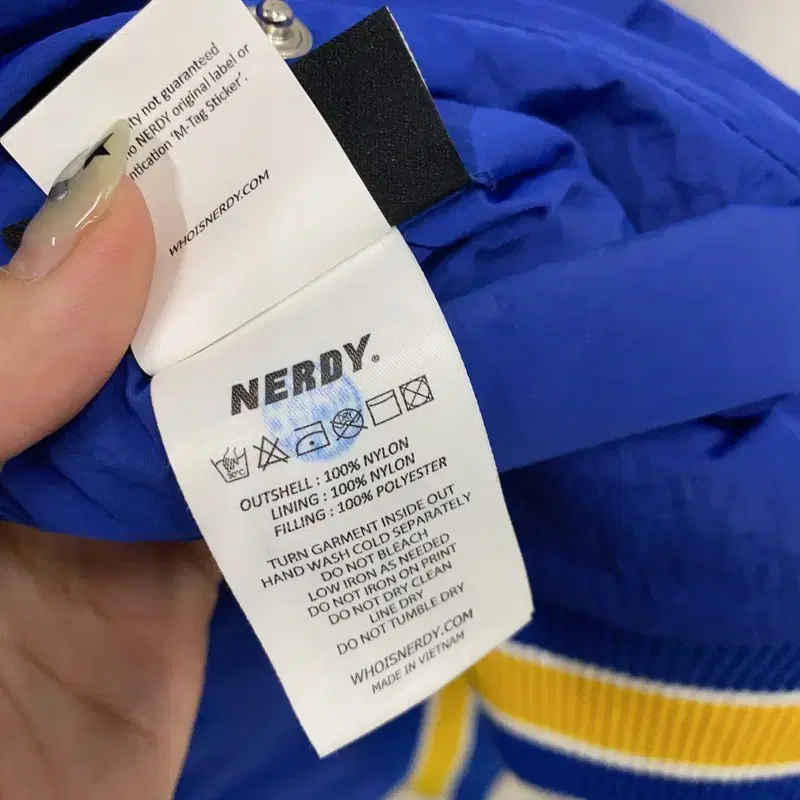 ty not guaranteed
no NERDY original label or
ntication 'M-Tag Sticker'.
WHOISNERDY.COM
NERDY®
30°C
DRY
OUTSHELL : 100% NYLON
LINING : 100% NYLON
FILLING : 100% POLYESTER
TURN GARMENT INSIDE OUT
HAND WASH COLD SEPARATELY
DO NOT BLEACH
LOW IRON AS NEEDED
DO NOT IRON ON PRINT
DO NOT DRY CLEAN
LINE DRY
DO NOT TUMBLE DRY
WHOISNERDY.COM
MADE IN VIETNAM